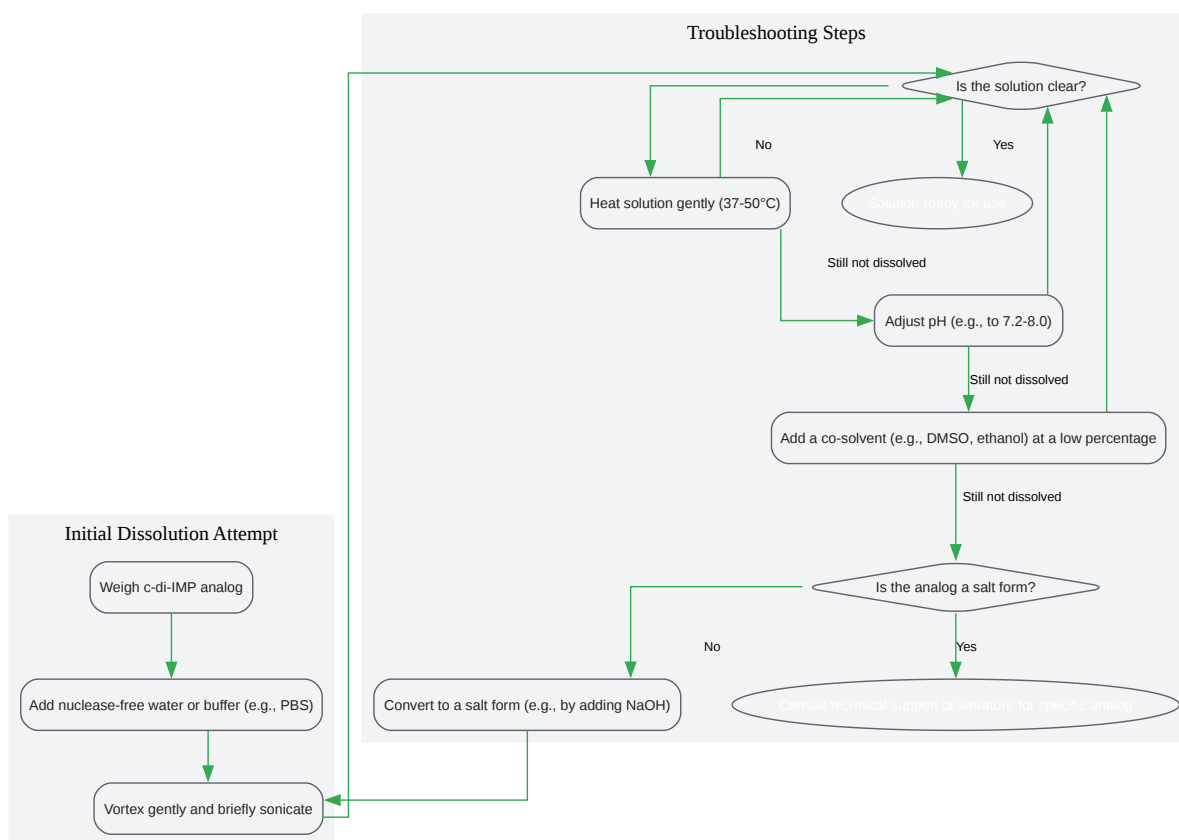 Troubleshooting Steps
Is the solution clear?
No
Yes
Heat solution gently (37-50°C)
Solution ready for use
Still not dissolved
Adjust pH (e.g., to 7.2-8.0)
Still not dissolved
Add a co-solvent (e.g., DMSO, ethanol) at a low percentage
Still not dissolved
Initial Dissolution Attempt
Weigh c-di-IMP analog
Is the analog a salt form?
No
Yes
Add nuclease-free water or buffer (e.g., PBS)
Convert to a salt form (e.g., by adding NaOH)
Consult technical support or literature for specific analog
Vortex gently and briefly sonicate